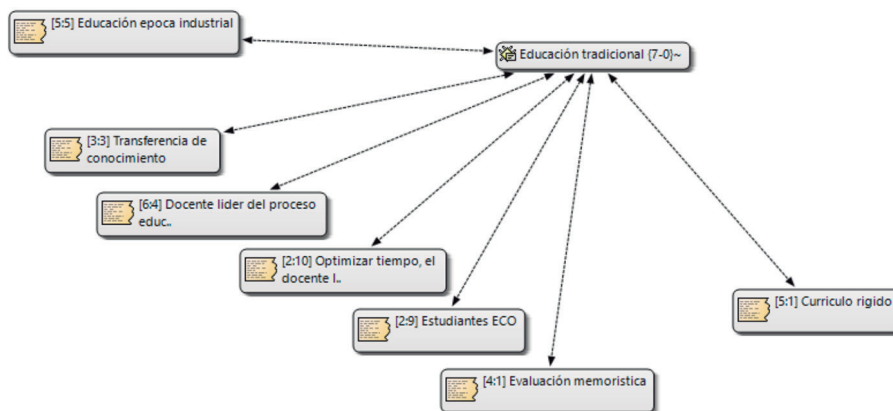 [5:5] Educación epoca industrial
Educación tradicional {7-0}~
[3:3] Transferencia de
conocimiento
[6:4] Docente lider del proceso
educ..
[2:10] Optimizar tiempo, el
docente l..
[2:9] Estudiantes ECO
[5:1] Curriculo rigido
[4:1] Evaluación memoristica